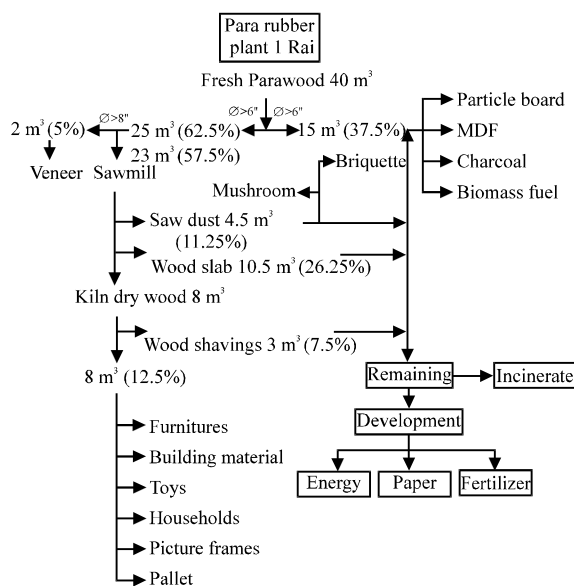 Para rubber
plant 1 Rai
Fresh Parawood 40 m³
Ø>8" Ø>6" Ø>6"
2 m³ (5%) 25 m³ (62.5%) 15 m³ (37.5%)
23 m³ (57.5%)
Veneer Sawmill
Particle board
MDF
Charcoal
Biomass fuel
Briquette
Mushroom
Saw dust 4.5 m³
(11.25%)
Wood slab 10.5 m³ (26.25%)
Kiln dry wood 8 m³
Wood shavings 3 m³ (7.5%)
8 m³ (12.5%)
Remaining Incinerate
Development
Energy Paper Fertilizer
Furnitures
Building material
Toys
Households
Picture frames
Pallet